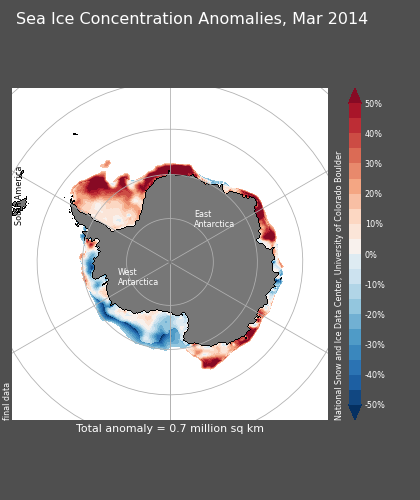 Sea Ice Concentration Anomalies, Mar 2014
South America
East
Antarctica
West
Antarctica
50%
40%
30%
20%
10%
0%
-10%
-20%
-30%
-40%
-50%
National Snow and Ice Data Center, University of Colorado Boulder
final data
Total anomaly = 0.7 million sq km